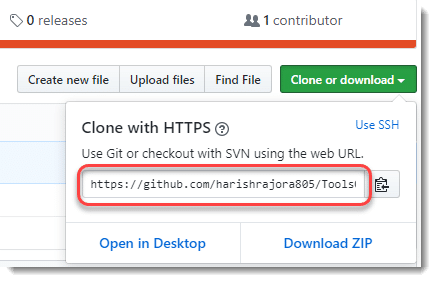 0 releases
1 contributor
Create new file
Upload files
Find File
Clone or download
Clone with HTTPS
Use SSH
Use Git or checkout with SVN using the web URL.
https://github.com/harishrajora805/Tools
Open in Desktop
Download ZIP